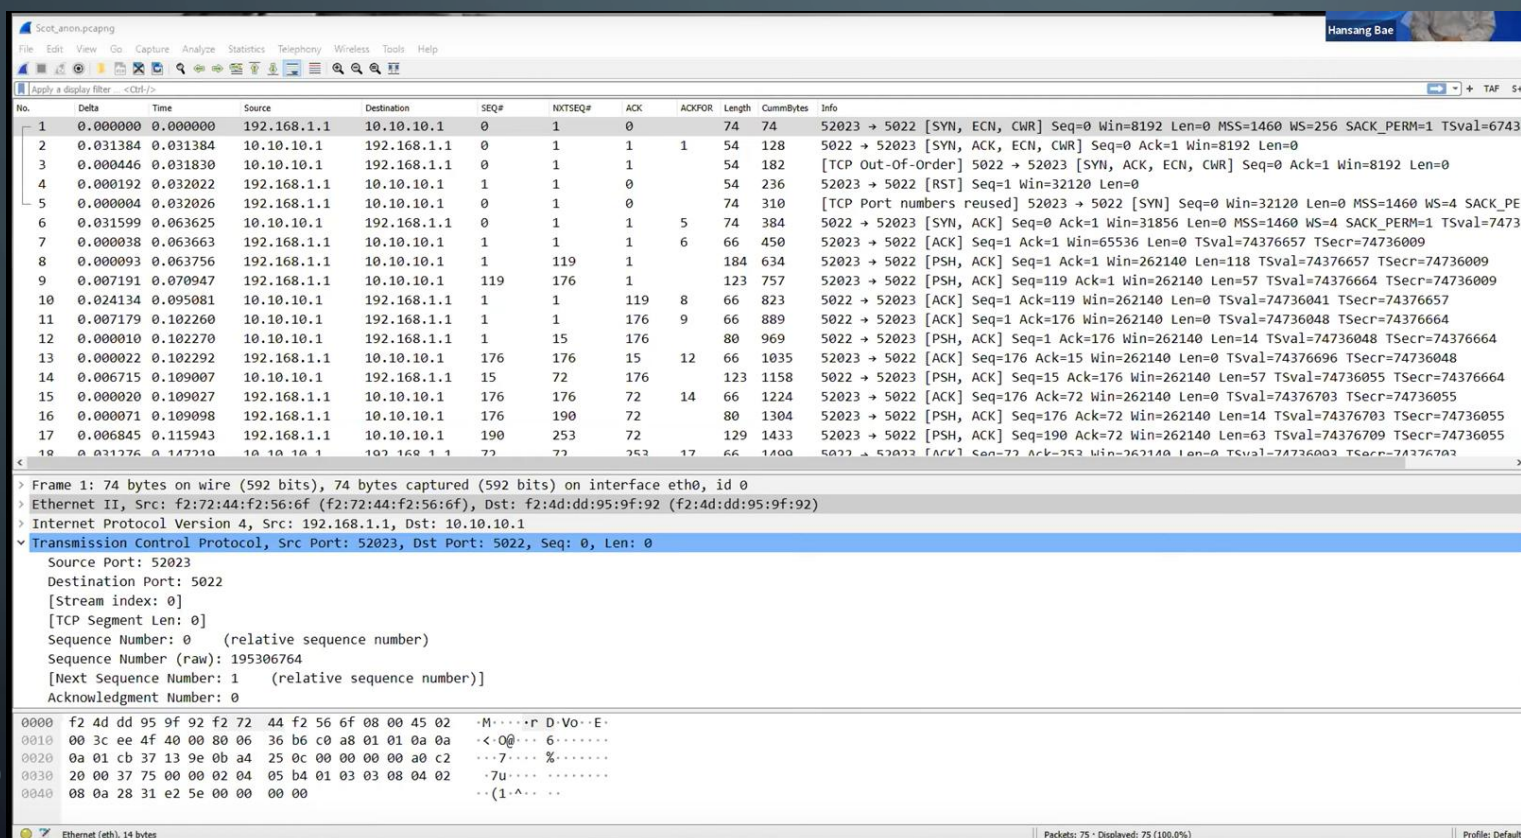 Scot_anon.pcapng
Hansang Bae
File Edit View Go Capture Analyze Statistics Telephony Wireless Tools Help
Apply a display filter ... <Ctrl-/> + TAF
No. Delta Time Source Destination SEQ# NXTSEQ# ACK ACKFOR Length CummBytes Info
1 0.000000 0.000000 192.168.1.1 10.10.10.1 0 1 0 74 74 52023 → 5022 [SYN, ECN, CWR] Seq=0 Win=8192 Len=0 MSS=1460 WS=256 SACK_PERM=1 TSval=6743
2 0.031384 0.031384 10.10.10.1 192.168.1.1 0 1 1 1 54 128 5022 → 52023 [SYN, ACK, ECN, CWR] Seq=0 Ack=1 Win=8192 Len=0
3 0.000446 0.031830 10.10.10.1 192.168.1.1 0 1 1 54 182 [TCP Out-Of-Order] 5022 → 52023 [SYN, ACK, ECN, CWR] Seq=0 Ack=1 Win=8192 Len=0
4 0.000192 0.032022 192.168.1.1 10.10.10.1 1 1 0 54 236 52023 → 5022 [RST] Seq=1 Win=32120 Len=0
5 0.000004 0.032026 192.168.1.1 10.10.10.1 0 1 0 74 310 [TCP Port numbers reused] 52023 → 5022 [SYN] Seq=0 Win=32120 Len=0 MSS=1460 WS=4 SACK_PE
6 0.031599 0.063625 10.10.10.1 192.168.1.1 0 1 1 5 74 384 5022 → 52023 [SYN, ACK] Seq=0 Ack=1 Win=31856 Len=0 MSS=1460 WS=4 SACK_PERM=1 TSval=7473
7 0.000038 0.063663 192.168.1.1 10.10.10.1 1 1 1 6 66 450 52023 → 5022 [ACK] Seq=1 Ack=1 Win=65536 Len=0 TSval=74376657 TSecr=74736009
8 0.000093 0.063756 192.168.1.1 10.10.10.1 1 119 1 184 634 52023 → 5022 [PSH, ACK] Seq=1 Ack=1 Win=262140 Len=118 TSval=74376657 TSecr=74736009
9 0.007191 0.070947 192.168.1.1 10.10.10.1 119 176 1 123 757 52023 → 5022 [PSH, ACK] Seq=119 Ack=1 Win=262140 Len=57 TSval=74376664 TSecr=74736009
10 0.024134 0.095081 10.10.10.1 192.168.1.1 1 1 119 8 66 823 5022 → 52023 [ACK] Seq=1 Ack=119 Win=262140 Len=0 TSval=74736041 TSecr=74376657
11 0.007179 0.102260 10.10.10.1 192.168.1.1 1 1 176 9 66 889 5022 → 52023 [ACK] Seq=1 Ack=176 Win=262140 Len=0 TSval=74736048 TSecr=74376664
12 0.000010 0.102270 10.10.10.1 192.168.1.1 1 15 176 80 969 5022 → 52023 [PSH, ACK] Seq=1 Ack=176 Win=262140 Len=14 TSval=74736048 TSecr=74376664
13 0.000022 0.102292 192.168.1.1 10.10.10.1 176 176 15 12 66 1035 52023 → 5022 [ACK] Seq=176 Ack=15 Win=262140 Len=0 TSval=74376696 TSecr=74736048
14 0.006715 0.109007 10.10.10.1 192.168.1.1 15 72 176 123 1158 5022 → 52023 [PSH, ACK] Seq=15 Ack=176 Win=262140 Len=57 TSval=74736055 TSecr=74376664
15 0.000020 0.109027 192.168.1.1 10.10.10.1 176 176 72 14 66 1224 52023 → 5022 [ACK] Seq=176 Ack=72 Win=262140 Len=0 TSval=74376703 TSecr=74736055
16 0.000071 0.109098 192.168.1.1 10.10.10.1 176 190 72 80 1304 52023 → 5022 [PSH, ACK] Seq=176 Ack=72 Win=262140 Len=14 TSval=74376703 TSecr=74736055
17 0.006845 0.115943 192.168.1.1 10.10.10.1 190 253 72 129 1433 52023 → 5022 [PSH, ACK] Seq=190 Ack=72 Win=262140 Len=63 TSval=74376709 TSecr=74736055
18 0.031276 0.147219 10.10.10.1 192.168.1.1 72 72 253 17 66 1499 5022 → 52023 [ACK] Seq=72 Ack=253 Win=262140 Len=0 TSval=74736093 TSecr=74376703
Frame 1: 74 bytes on wire (592 bits), 74 bytes captured (592 bits) on interface eth0, id 0
Ethernet II, Src: f2:72:44:f2:56:6f (f2:72:44:f2:56:6f), Dst: f2:4d:dd:95:9f:92 (f2:4d:dd:95:9f:92)
Internet Protocol Version 4, Src: 192.168.1.1, Dst: 10.10.10.1
Transmission Control Protocol, Src Port: 52023, Dst Port: 5022, Seq: 0, Len: 0
Source Port: 52023
Destination Port: 5022
[Stream index: 0]
[TCP Segment Len: 0]
Sequence Number: 0 (relative sequence number)
Sequence Number (raw): 195306764
[Next Sequence Number: 1 (relative sequence number)]
Acknowledgment Number: 0
0000 f2 4d dd 95 9f 92 f2 72 44 f2 56 6f 08 00 45 02 ·M·····r D·Vo··E·
0010 00 3c ee 4f 40 00 80 06 36 b6 c0 a8 01 01 0a 0a ·<·O@··· 6·······
0020 0a 01 cb 37 13 9e 0b a4 25 0c 00 00 00 00 a0 c2 ···7···· %·······
0030 20 00 37 75 00 00 02 04 05 b4 01 03 03 08 04 02 ·7u···· ········
0040 08 0a 28 31 e2 5e 00 00 00 00 ··(1·^·· ··
Ethernet (eth), 14 bytes
Packets: 75 · Displayed: 75 (100.0%)
Profile: Default